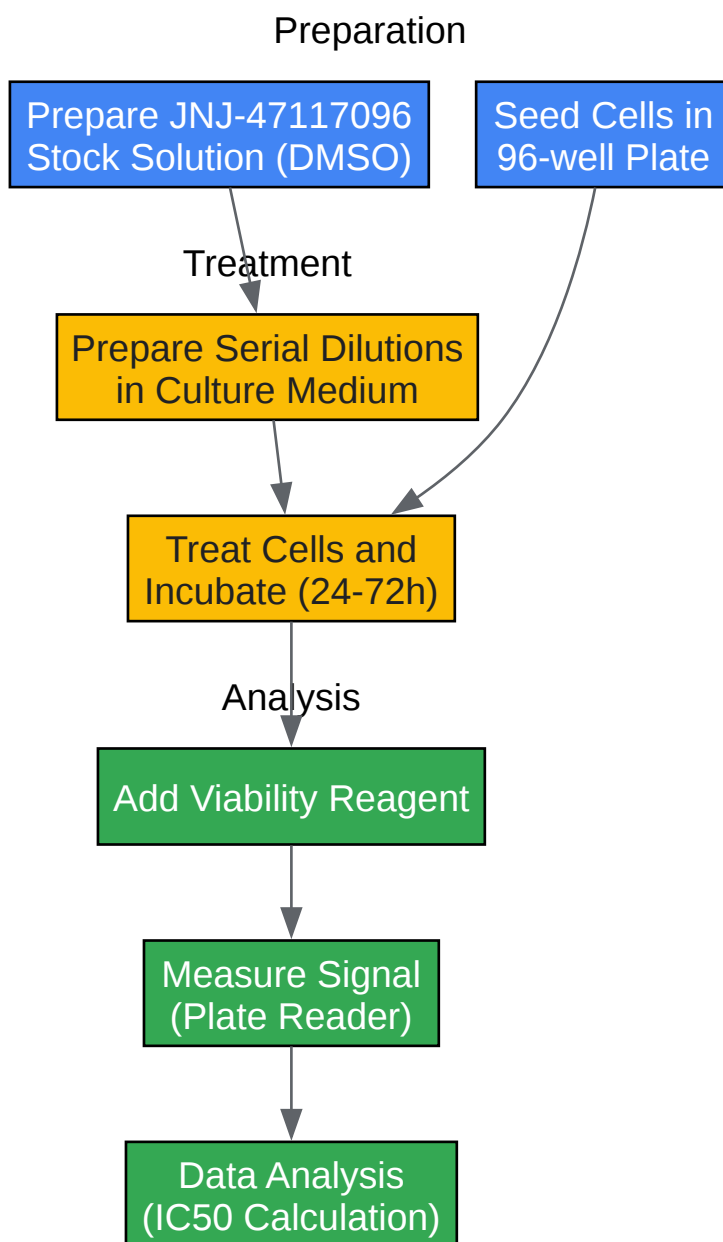 Preparation
Prepare JNJ-47117096
Stock Solution (DMSO)
Seed Cells in
96-well Plate
Treatment
Prepare Serial Dilutions
in Culture Medium
Treat Cells and
Incubate (24-72h)
Analysis
Add Viability Reagent
Measure Signal
(Plate Reader)
Data Analysis
(IC50 Calculation)